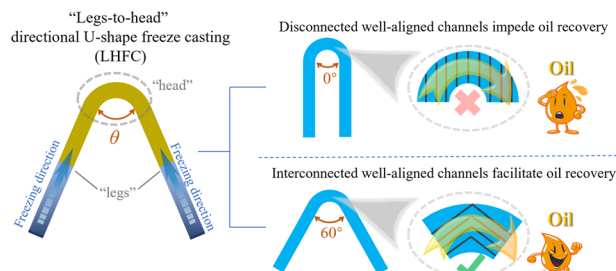 “Legs-to-head”
directional U-shape freeze casting
(LHFC)
“head”
θ
Freezing direction
Freezing direction
“legs”
Disconnected well-aligned channels impede oil recovery
0°
Oil
Interconnected well-aligned channels facilitate oil recovery
60°
Oil